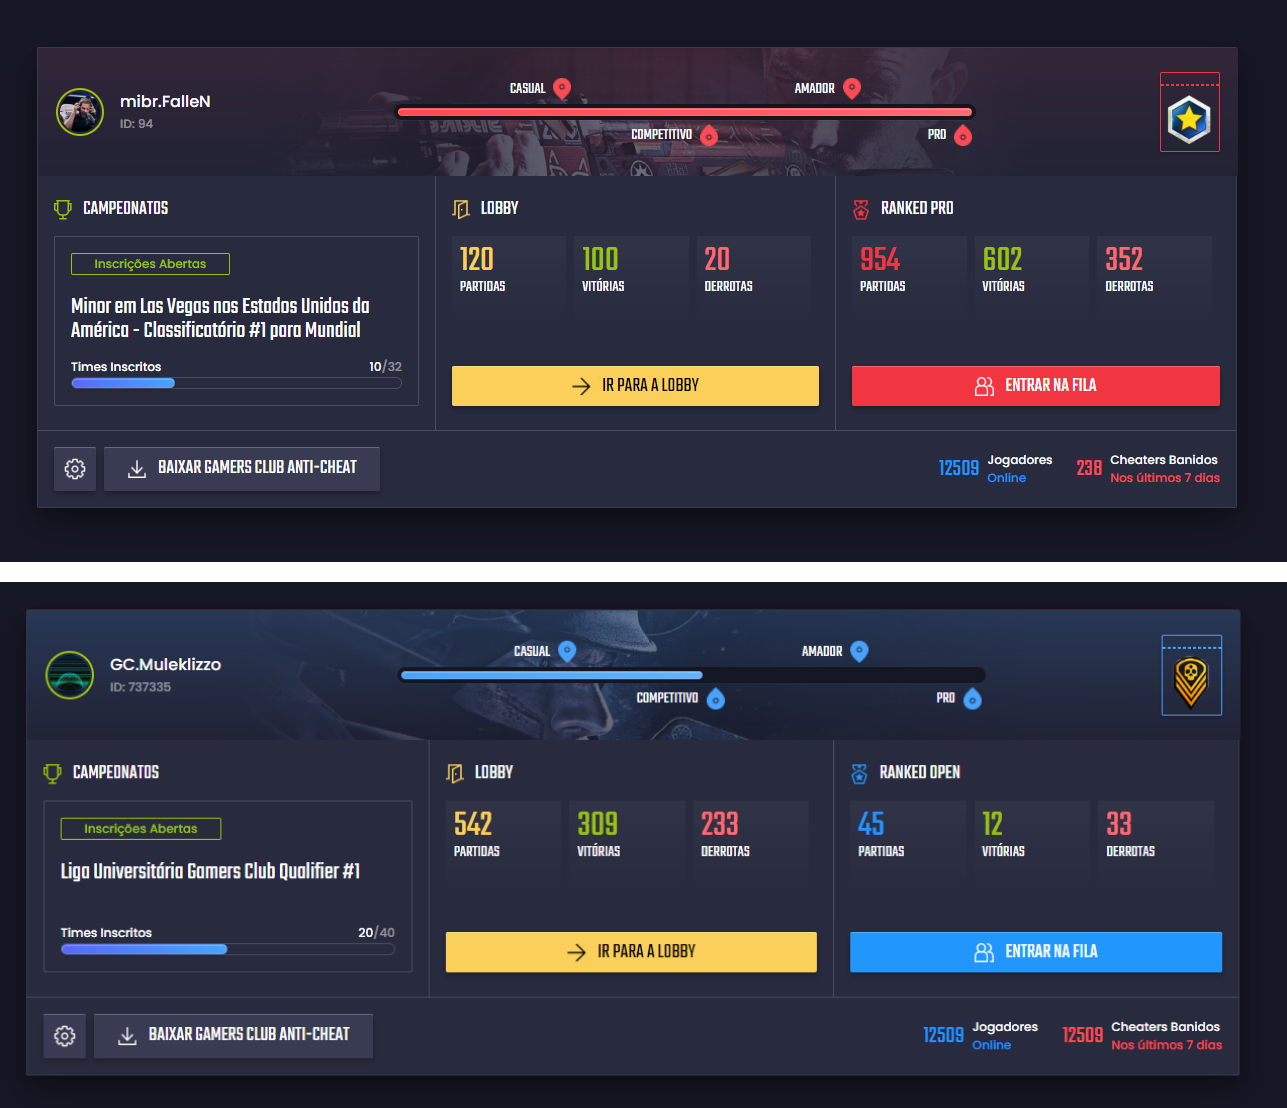 mibr.FalleN
ID: 94
CASUAL
AMADOR
COMPETITIVO
PRO
CAMPEONATOS
Inscrições Abertas
Minor em Las Vegas nos Estados Unidos da
América - Classificatório #1 para Mundial
Times Inscritos 10/32
LOBBY
120 100 20
PARTIDAS VITÓRIAS DERROTAS
IR PARA A LOBBY
RANKED PRO
954 602 352
PARTIDAS VITÓRIAS DERROTAS
ENTRAR NA FILA
BAIXAR GAMERS CLUB ANTI-CHEAT
12509 Jogadores
Online
238 Cheaters Banidos
Nos últimos 7 dias
GC.Muleklizzo
ID: 737335
CASUAL
AMADOR
COMPETITIVO
PRO
CAMPEONATOS
Inscrições Abertas
Liga Universitária Gamers Club Qualifier #1
Times Inscritos 20/40
LOBBY
542 309 233
PARTIDAS VITÓRIAS DERROTAS
IR PARA A LOBBY
RANKED OPEN
45 12 33
PARTIDAS VITÓRIAS DERROTAS
ENTRAR NA FILA
BAIXAR GAMERS CLUB ANTI-CHEAT
12509 Jogadores
Online
12509 Cheaters Banidos
Nos últimos 7 dias